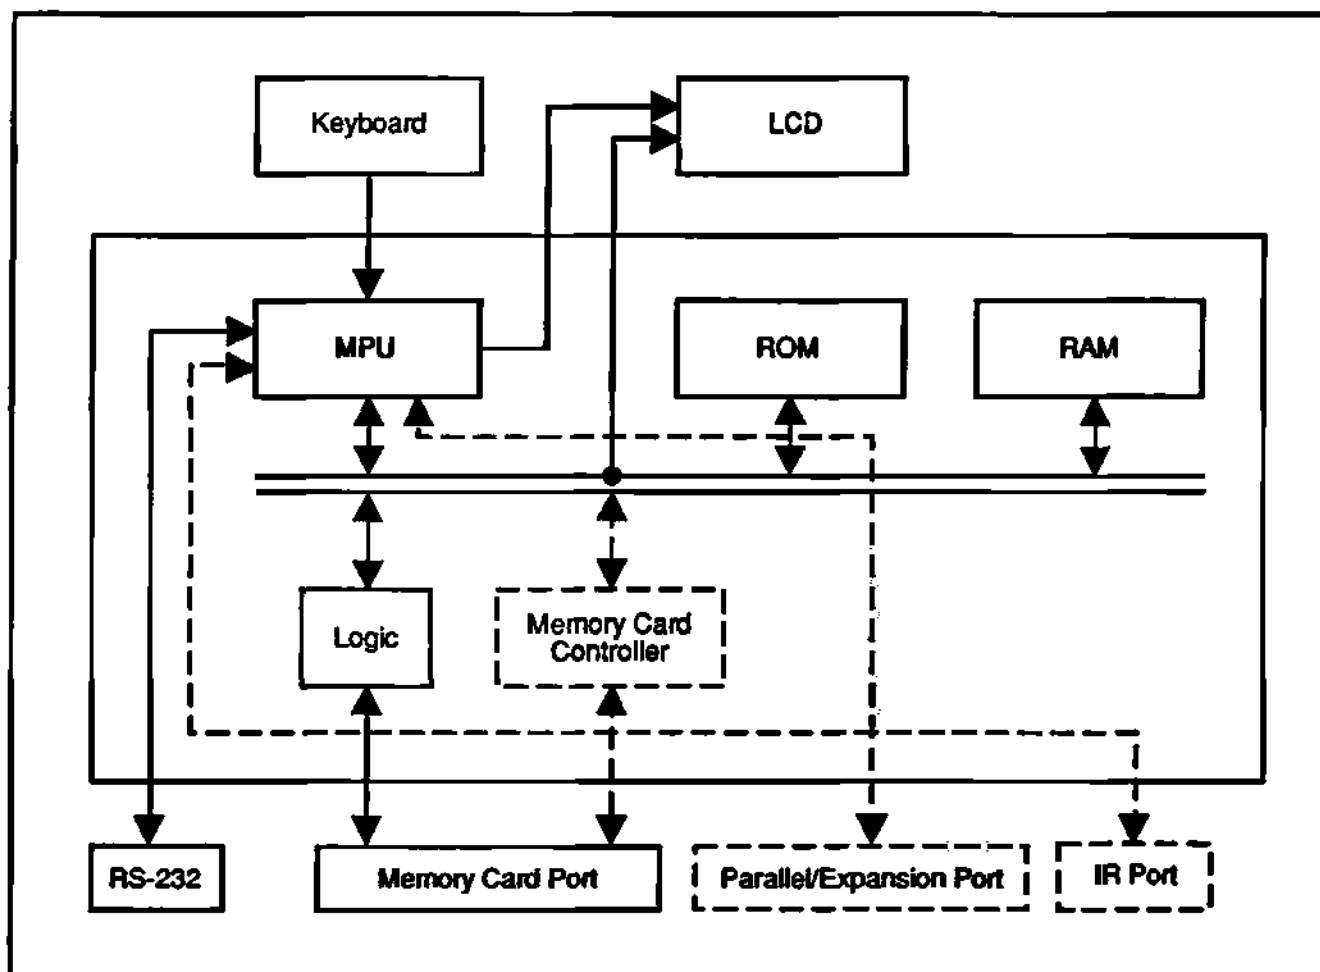 Keyboard
LCD
MPU
ROM
RAM
Logic
Memory Card
Controller
RS-232
Memory Card Port
Parallel/Expansion Port
IR Port